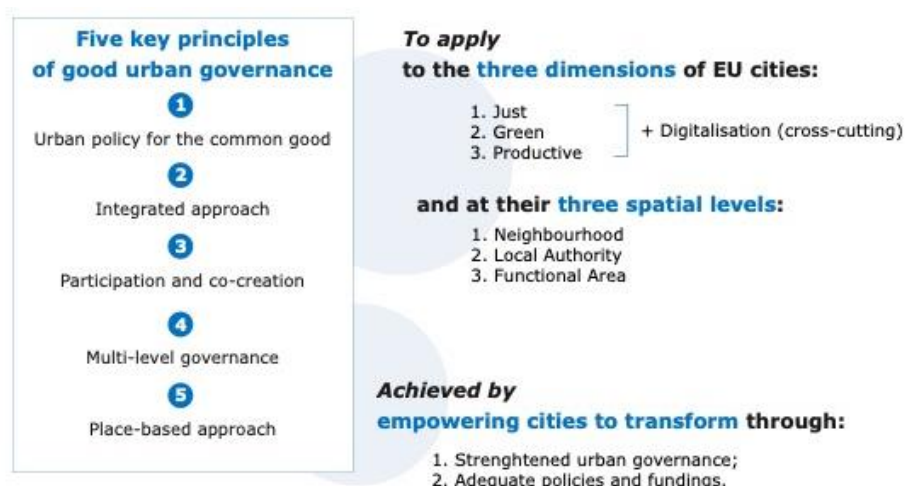 Five key principles
of good urban governance
1
Urban policy for the common good
2
Integrated approach
3
Participation and co-creation
4
Multi-level governance
5
Place-based approach
To apply
to the three dimensions of EU cities:
1. Just
2. Green
3. Productive
+ Digitalisation (cross-cutting)
and at their three spatial levels:
1. Neighbourhood
2. Local Authority
3. Functional Area
Achieved by
empowering cities to transform through:
1. Strenghtened urban governance;
2. Adequate policies and fundings.